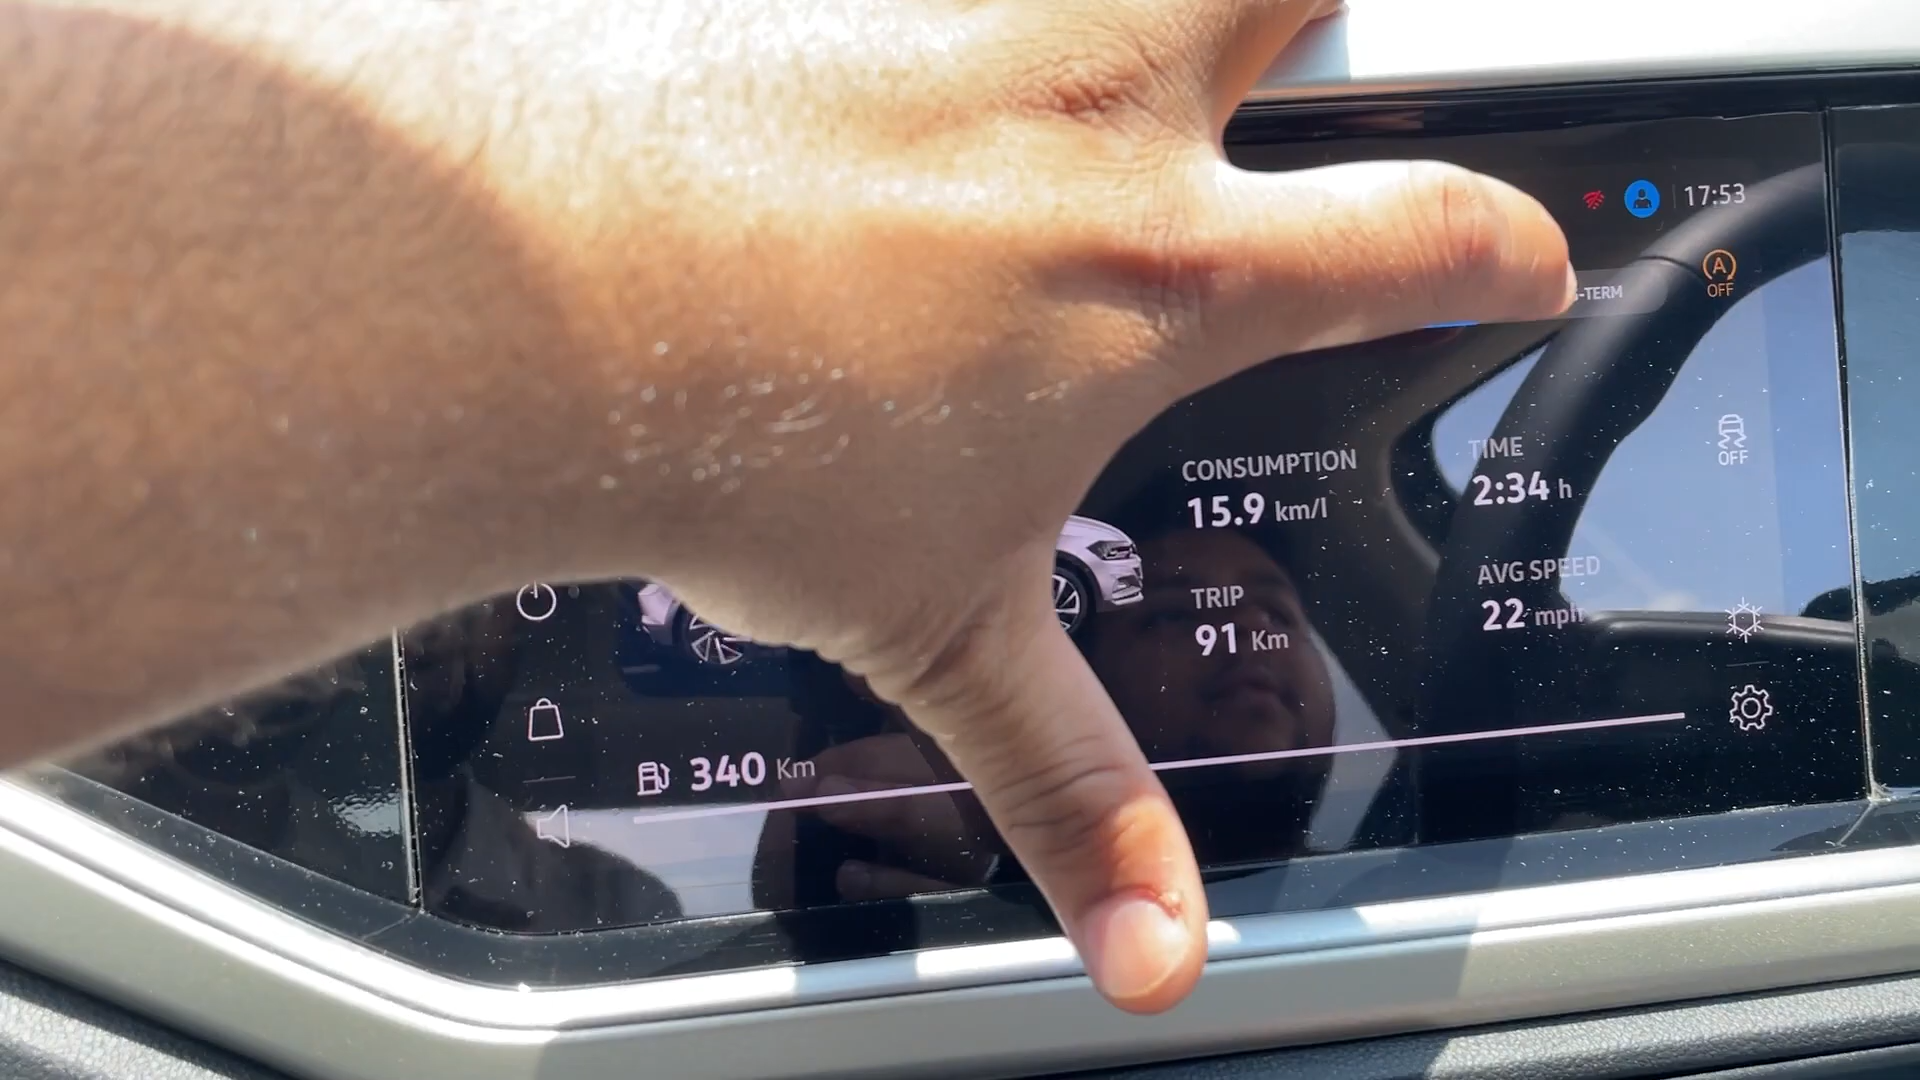 17:53
A
OFF
-TERM
OFF
CONSUMPTION
15.9 km/l
TIME
2:34 h
TRIP
91 Km
AVG SPEED
22 mph
340 Km